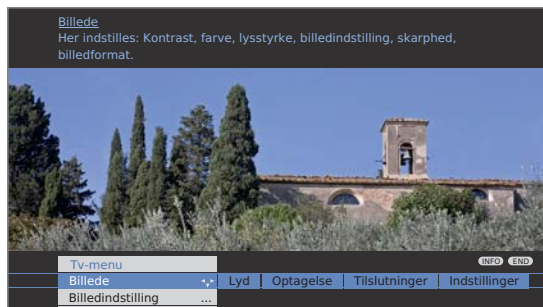 Billede
Her indstilles: Kontrast, farve, lysstyrke, billedindstilling, skarphed,
billedformat.
INFO END
Tv-menu
Billede Lyd Optagelse Tilslutninger Indstillinger
Billedindstilling ...